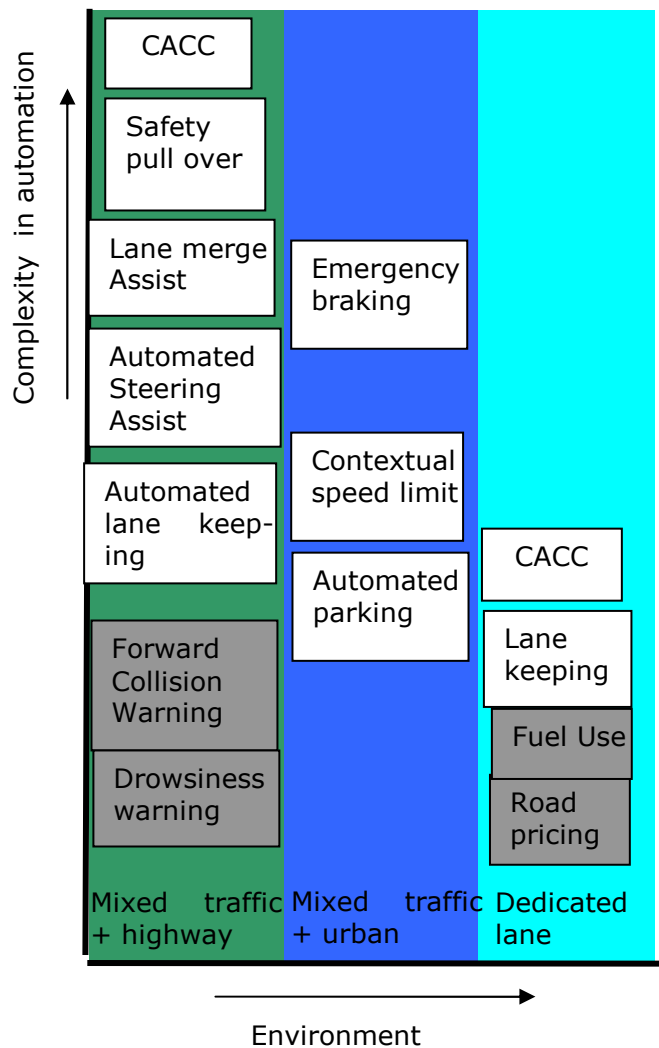 Complexity in automation
CACC
Safety
pull over
Lane merge
Assist
Automated
Steering
Assist
Automated
lane keep-
ing
Forward
Collision
Warning
Drowsiness
warning
Mixed traffic
+ highway
Emergency
braking
Contextual
speed limit
Automated
parking
Mixed traffic
+ urban
CACC
Lane
keeping
Fuel Use
Road
pricing
Dedicated
lane
Environment